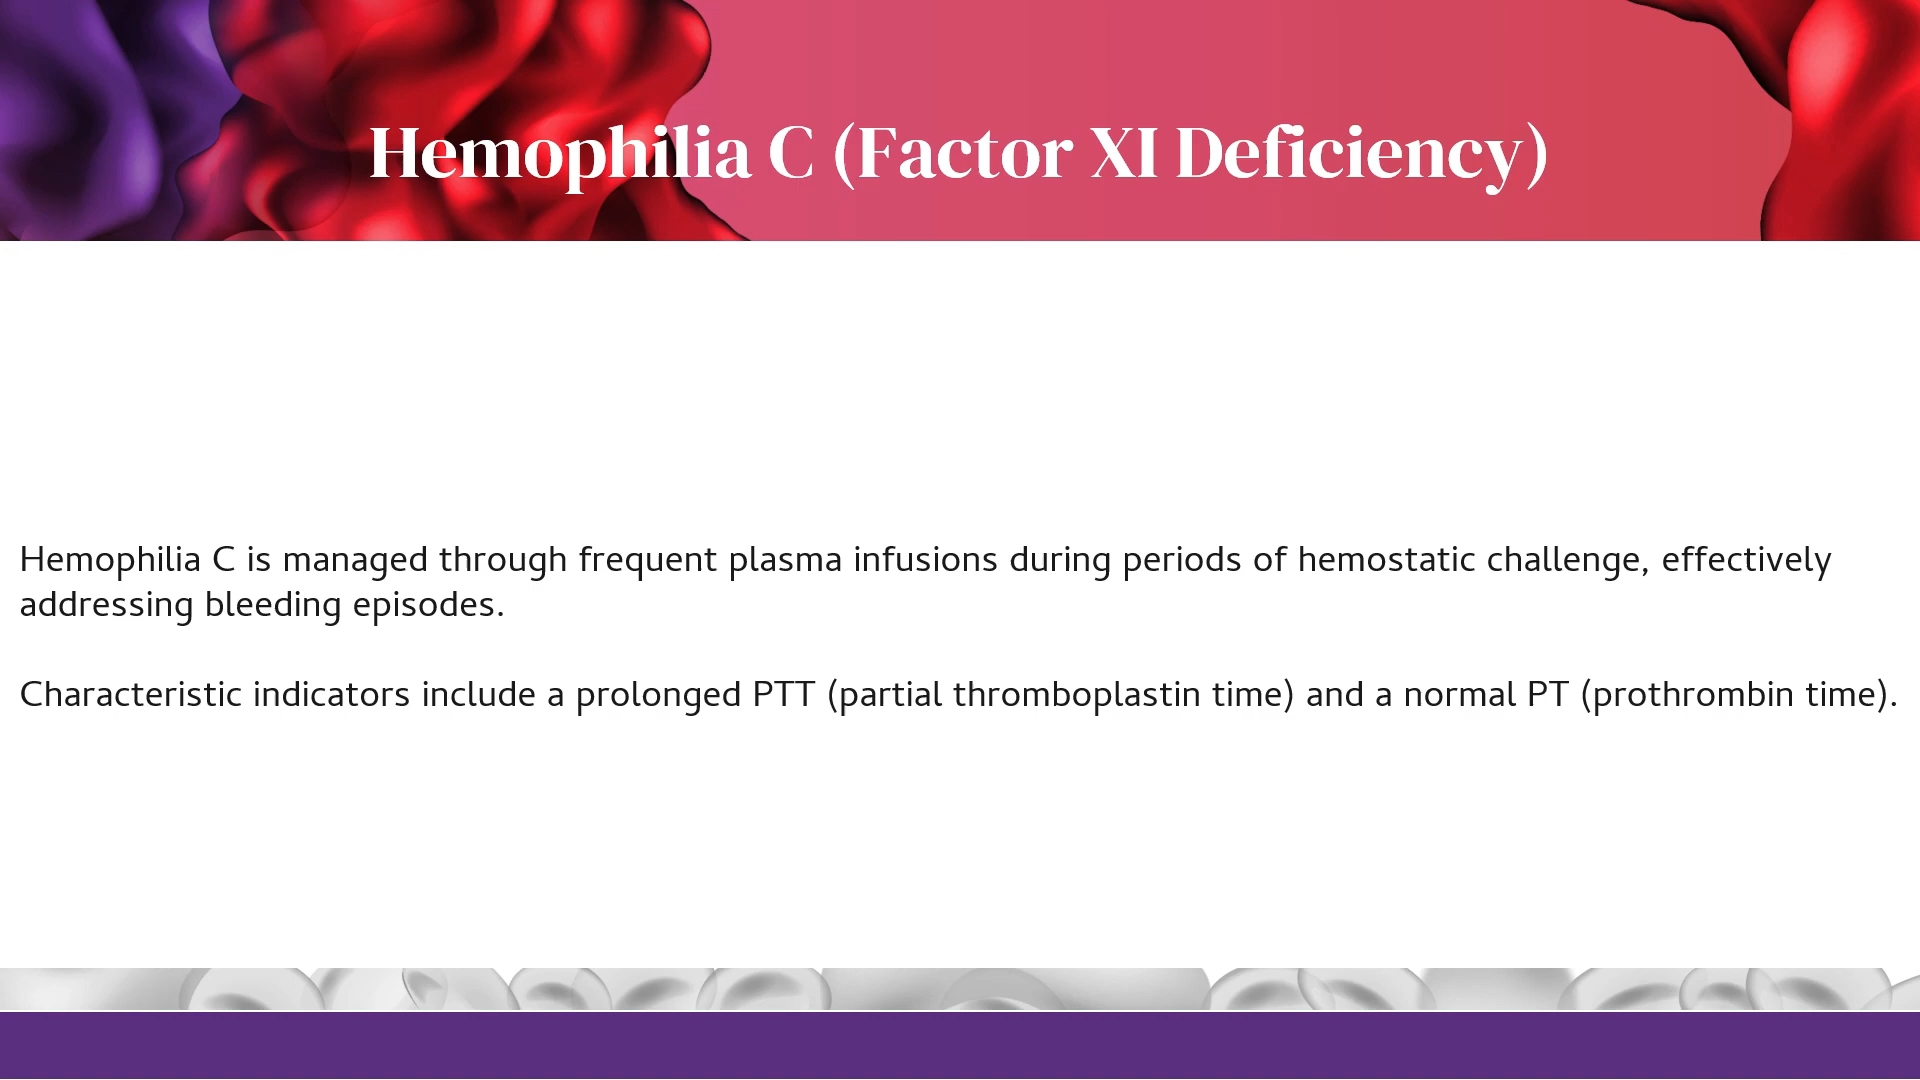 Hemophilia C (Factor XI Deficiency)
Hemophilia C is managed through frequent plasma infusions during periods of hemostatic challenge, effectively
addressing bleeding episodes.
Characteristic indicators include a prolonged PTT (partial thromboplastin time) and a normal PT (prothrombin time).